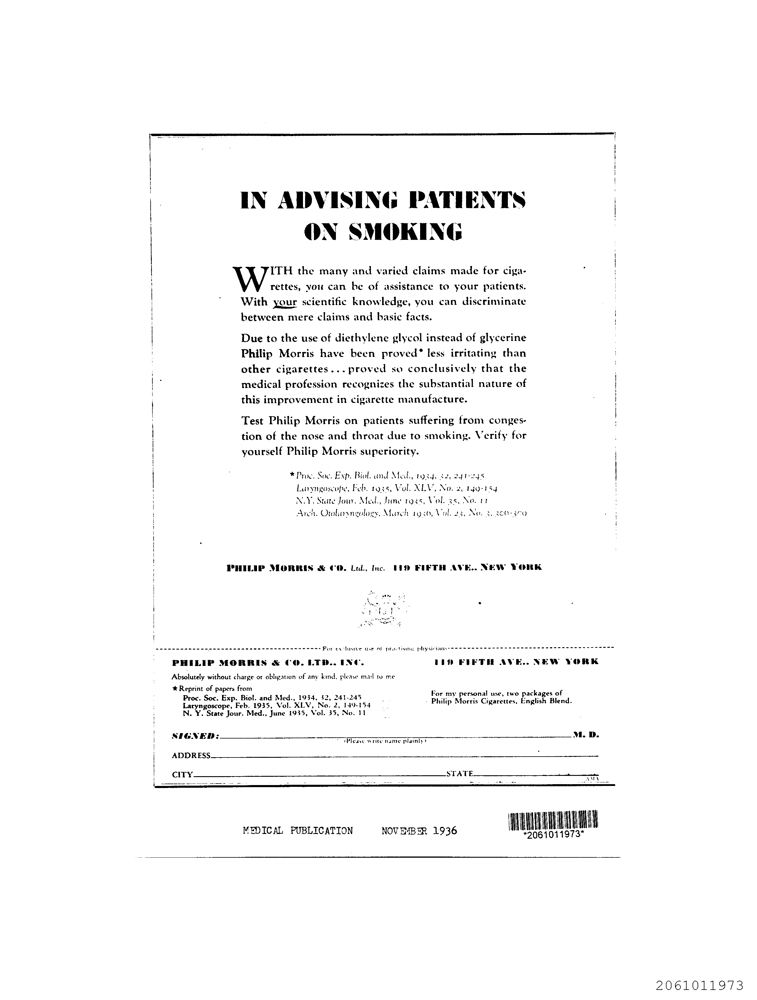 IN ADVISING PATIENTS
ON SMOKING
WITH the many and varied claims made for ciga-
rettes, you can be of assistance to your patients.
With your scientific knowledge, you can discriminate
between mere claims and basic facts.
Due to the use of diethylene glycol instead of glycerine
Philip Morris have been proved* less irritating than
other cigarettes...proved so conclusively that the
medical profession recognizes the substantial nature of
this improvement in cigarette manufacture.
Test Philip Morris on patients suffering from conges-
tion of the nose and throat due to smoking. Verify for
yourself Philip Morris superiority.
*Proc. Soc. Exp. Biol. and Med., 1934, 32, 241-245
Laryngoscope, Feb. 1935, Vol. XLV, No. 2, 149-154
N.Y. State Jour. Med., June 1935, Vol. 35, No. 11
Arch. Otolaryngology, March 1936, Vol. 23, No. 3,
PHILIP MORRIS & CO. Ltd., Inc. 119 FIFTH AVE., NEW YORK
For exclusive use of practising physicians
PHILIP MORRIS & CO. LTD., INC. 119 FIFTH AVE., NEW YORK
Absolutely without charge or obligation of any kind, please mail to me
★Reprint of papers from
Proc. Soc. Exp. Biol. and Med., 1934, 32, 241-245
Laryngoscope, Feb. 1935, Vol. XLV, No. 2, 149-154
N. Y. State Jour. Med., June 1935, Vol. 35, No. 11
For my personal use, two packages of
Philip Morris Cigarettes, English Blend.
SIGNED: M. D.
(Please write name plainly)
ADDRESS
CITY STATE
AMA
MEDICAL PUBLICATION NOVEMBER 1936
*2061011973*
2061011973